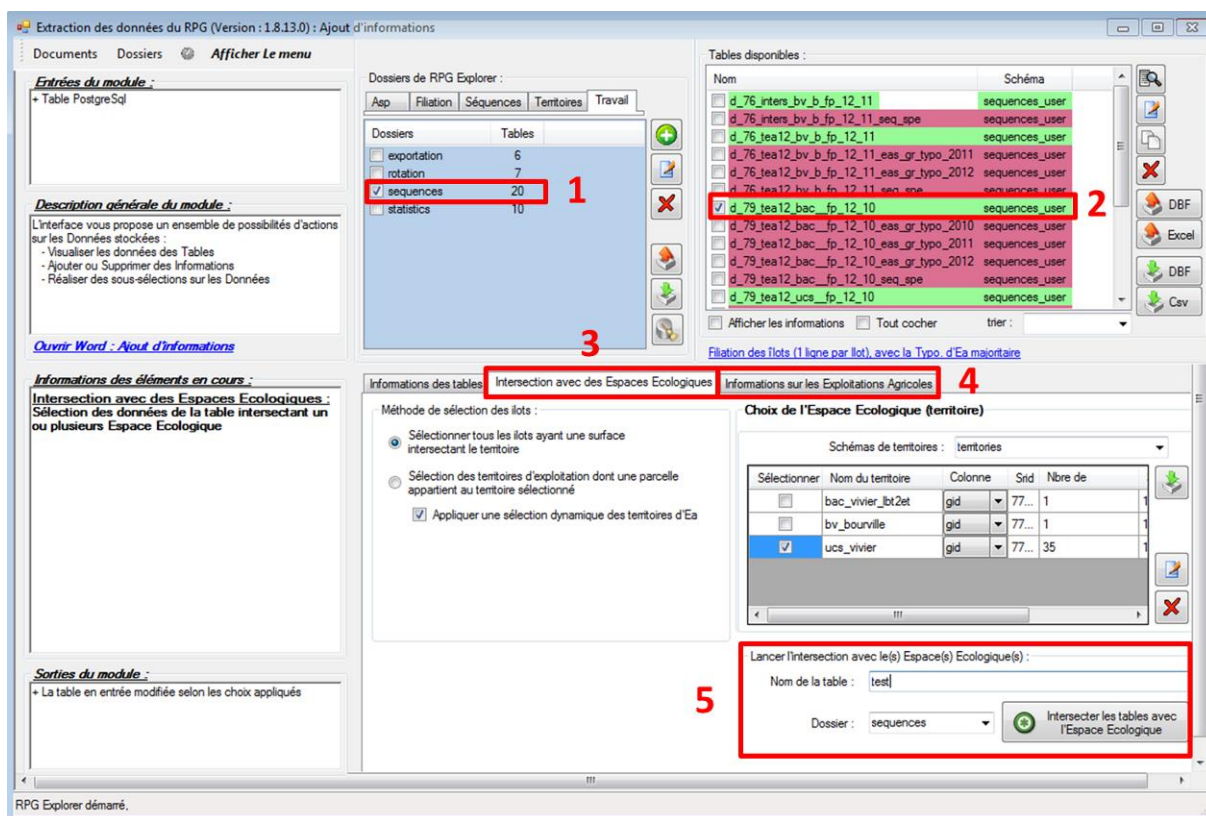 Extraction des données du RPG (Version : 1.8.13.0) : Ajout d'informations
Documents Dossiers Afficher Le menu
Entrées du module :
+ Table PostgreSql
Description générale du module :
L'interface vous propose un ensemble de possibilités d'actions
sur les Données stockées :
- Visualiser les données des Tables
- Ajouter ou Supprimer des Informations
- Réaliser des sous-sélections sur les Données
Ouvrir Word : Ajout d'informations
Informations des éléments en cours :
Intersection avec des Espaces Ecologiques :
Sélection des données de la table intersectant un
ou plusieurs Espace Ecologique
Sorties du module :
+ La table en entrée modifiée selon les choix appliqués
Dossiers de RPG Explorer :
Asp Filiation Séquences Territoires Travail
Dossiers Tables
exportation 6
rotation 7
sequences 20
statistics 10
1
Tables disponibles :
Nom Schéma
d_76_inters_bv_b_fp_12_11 sequences_user
d_76_inters_bv_b_fp_12_11_seq_spe sequences_user
d_76_tea12_bv_b_fp_12_11 sequences_user
d_76_tea12_bv_b_fp_12_11_eas_gr_typo_2011 sequences_user
d_76_tea12_bv_b_fp_12_11_eas_gr_typo_2012 sequences_user
d_76_tea12_bv_b_fp_12_11_seq_spe sequences_user
d_79_tea12_bac__fp_12_10 sequences_user
d_79_tea12_bac__fp_12_10_eas_gr_typo_2010 sequences_user
d_79_tea12_bac__fp_12_10_eas_gr_typo_2011 sequences_user
d_79_tea12_bac__fp_12_10_eas_gr_typo_2012 sequences_user
d_79_tea12_bac__fp_12_10_seq_spe sequences_user
d_79_tea12_ucs__fp_12_10 sequences_user
2
DBF
Excel
DBF
Csv
Afficher les informations Tout cocher trier :
Filiation des îlots (1 ligne par Ilot), avec la Typo. d'Ea majoritaire
3
Informations des tables Intersection avec des Espaces Ecologiques Informations sur les Exploitations Agricoles
4
Méthode de sélection des ilots :
Sélectionner tous les ilots ayant une surface
intersectant le territoire
Sélection des territoires d'exploitation dont une parcelle
appartient au territoire sélectionné
Appliquer une sélection dynamique des territoires d'Ea
Choix de l'Espace Ecologique (territoire)
Schémas de territoires : territories
Sélectionner Nom du territoire Colonne Srid Nbre de
bac_vivier_lbt2et gid 77... 1 1
bv_bourville gid 77... 1 1
ucs_vivier gid 77... 35 1
5
Lancer l'intersection avec le(s) Espace(s) Ecologique(s) :
Nom de la table : test
Dossier : sequences
Intersecter les tables avec
l'Espace Ecologique
RPG Explorer démarré,